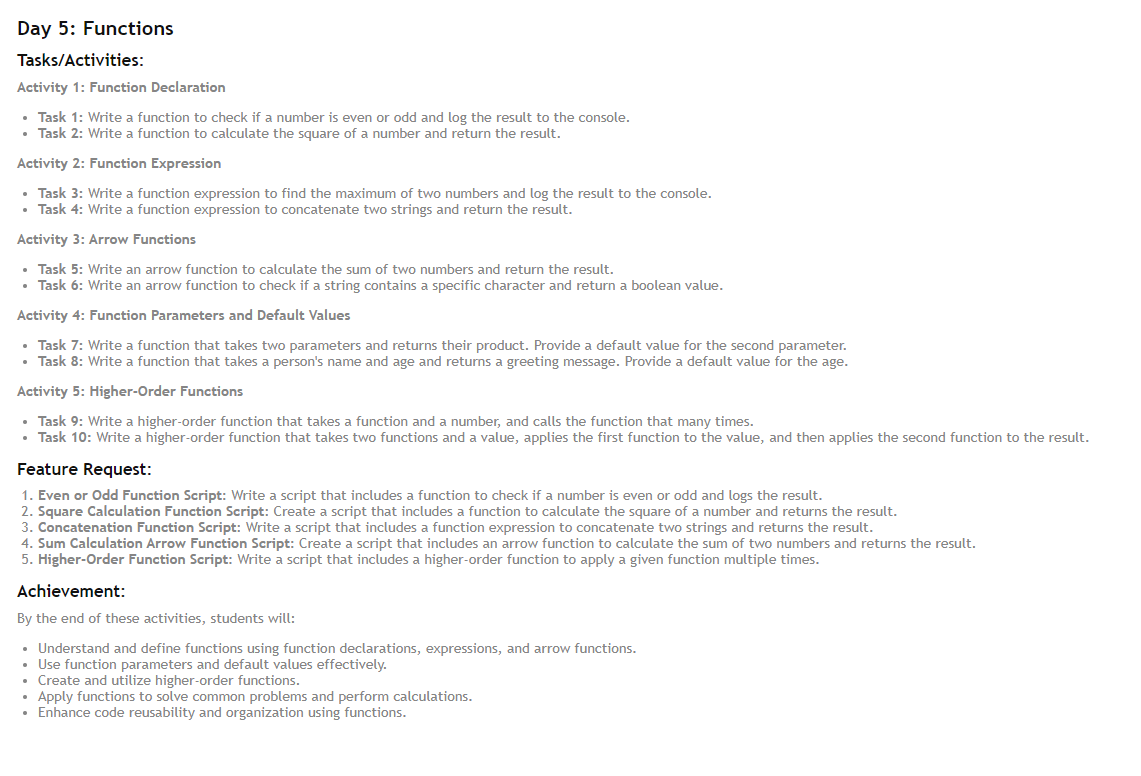 Day 5: Functions
Tasks/Activities:
Activity 1: Function Declaration
• Task 1: Write a function to check if a number is even or odd and log the result to the console.
• Task 2: Write a function to calculate the square of a number and return the result.
Activity 2: Function Expression
• Task 3: Write a function expression to find the maximum of two numbers and log the result to the console.
• Task 4: Write a function expression to concatenate two strings and return the result.
Activity 3: Arrow Functions
• Task 5: Write an arrow function to calculate the sum of two numbers and return the result.
• Task 6: Write an arrow function to check if a string contains a specific character and return a boolean value.
Activity 4: Function Parameters and Default Values
• Task 7: Write a function that takes two parameters and returns their product. Provide a default value for the second parameter.
• Task 8: Write a function that takes a person's name and age and returns a greeting message. Provide a default value for the age.
Activity 5: Higher-Order Functions
• Task 9: Write a higher-order function that takes a function and a number, and calls the function that many times.
• Task 10: Write a higher-order function that takes two functions and a value, applies the first function to the value, and then applies the second function to the result.
Feature Request:
1. Even or Odd Function Script: Write a script that includes a function to check if a number is even or odd and logs the result.
2. Square Calculation Function Script: Create a script that includes a function to calculate the square of a number and returns the result.
3. Concatenation Function Script: Write a script that includes a function expression to concatenate two strings and returns the result.
4. Sum Calculation Arrow Function Script: Create a script that includes an arrow function to calculate the sum of two numbers and returns the result.
5. Higher-Order Function Script: Write a script that includes a higher-order function to apply a given function multiple times.
Achievement:
By the end of these activities, students will:
• Understand and define functions using function declarations, expressions, and arrow functions.
• Use function parameters and default values effectively.
• Create and utilize higher-order functions.
• Apply functions to solve common problems and perform calculations.
• Enhance code reusability and organization using functions.